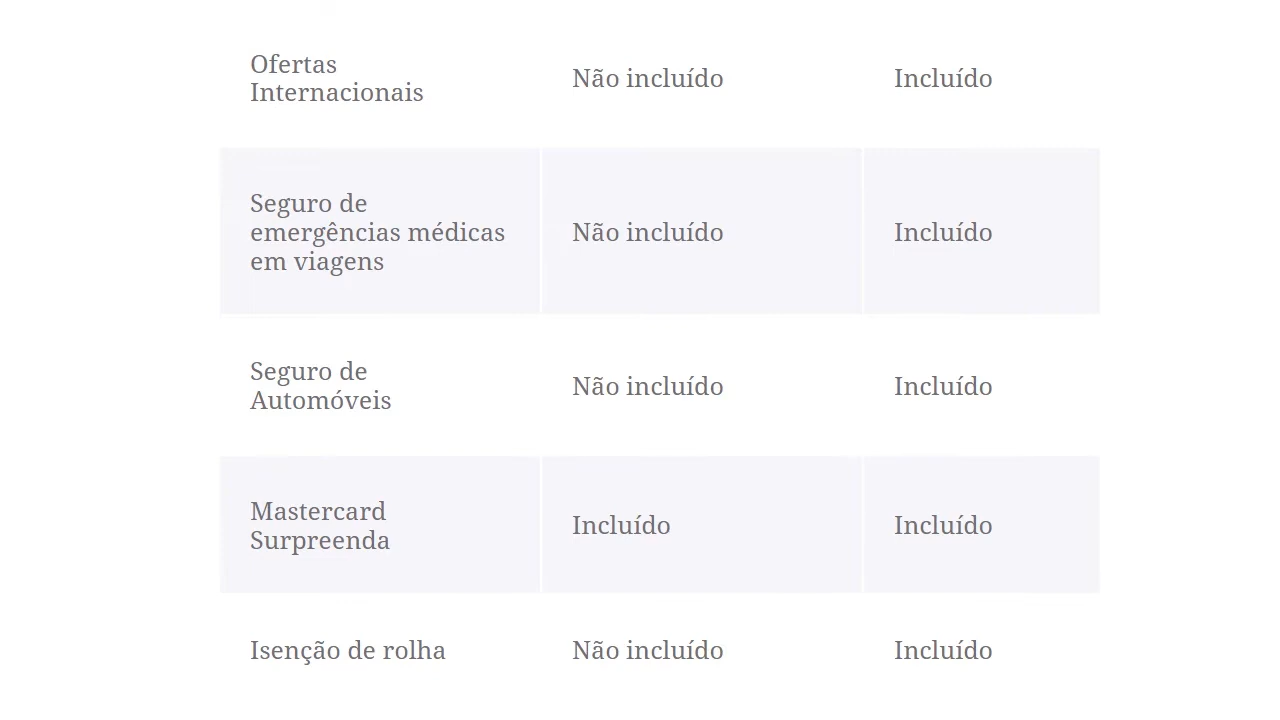 Ofertas
Internacionais
Não incluído
Incluído
Seguro de
emergências médicas
em viagens
Não incluído
Incluído
Seguro de
Automóveis
Não incluído
Incluído
Mastercard
Surpreenda
Incluído
Incluído
Isenção de rolha
Não incluído
Incluído